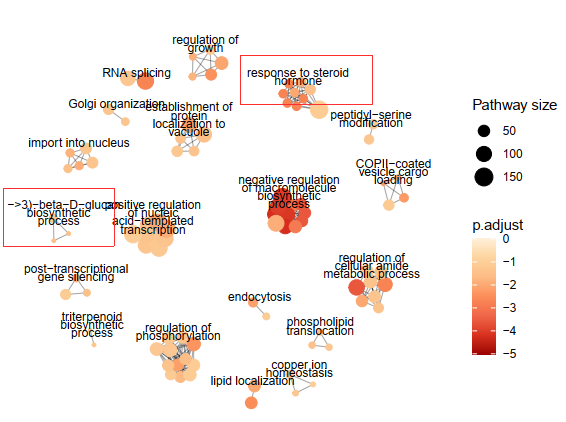 regulation of
growth
RNA splicing
response to steroid
hormone
Golgi organization
establishment of
protein
localization to
vacuole
peptidyl−serine
modification
import into nucleus
COPII−coated
vesicle cargo
loading
negative regulation
of macromolecule
biosynthetic
process
−>3)−beta−D−glucan
biosynthetic
process
positive regulation
of nucleic
acid−templated
transcription
post−transcriptional
gene silencing
regulation of
cellular amide
metabolic process
endocytosis
triterpenoid
biosynthetic
process
regulation of
phosphorylation
phospholipid
translocation
copper ion
homeostasis
lipid localization
Pathway size
50
100
150
p.adjust
0
−1
−2
−3
−4
−5